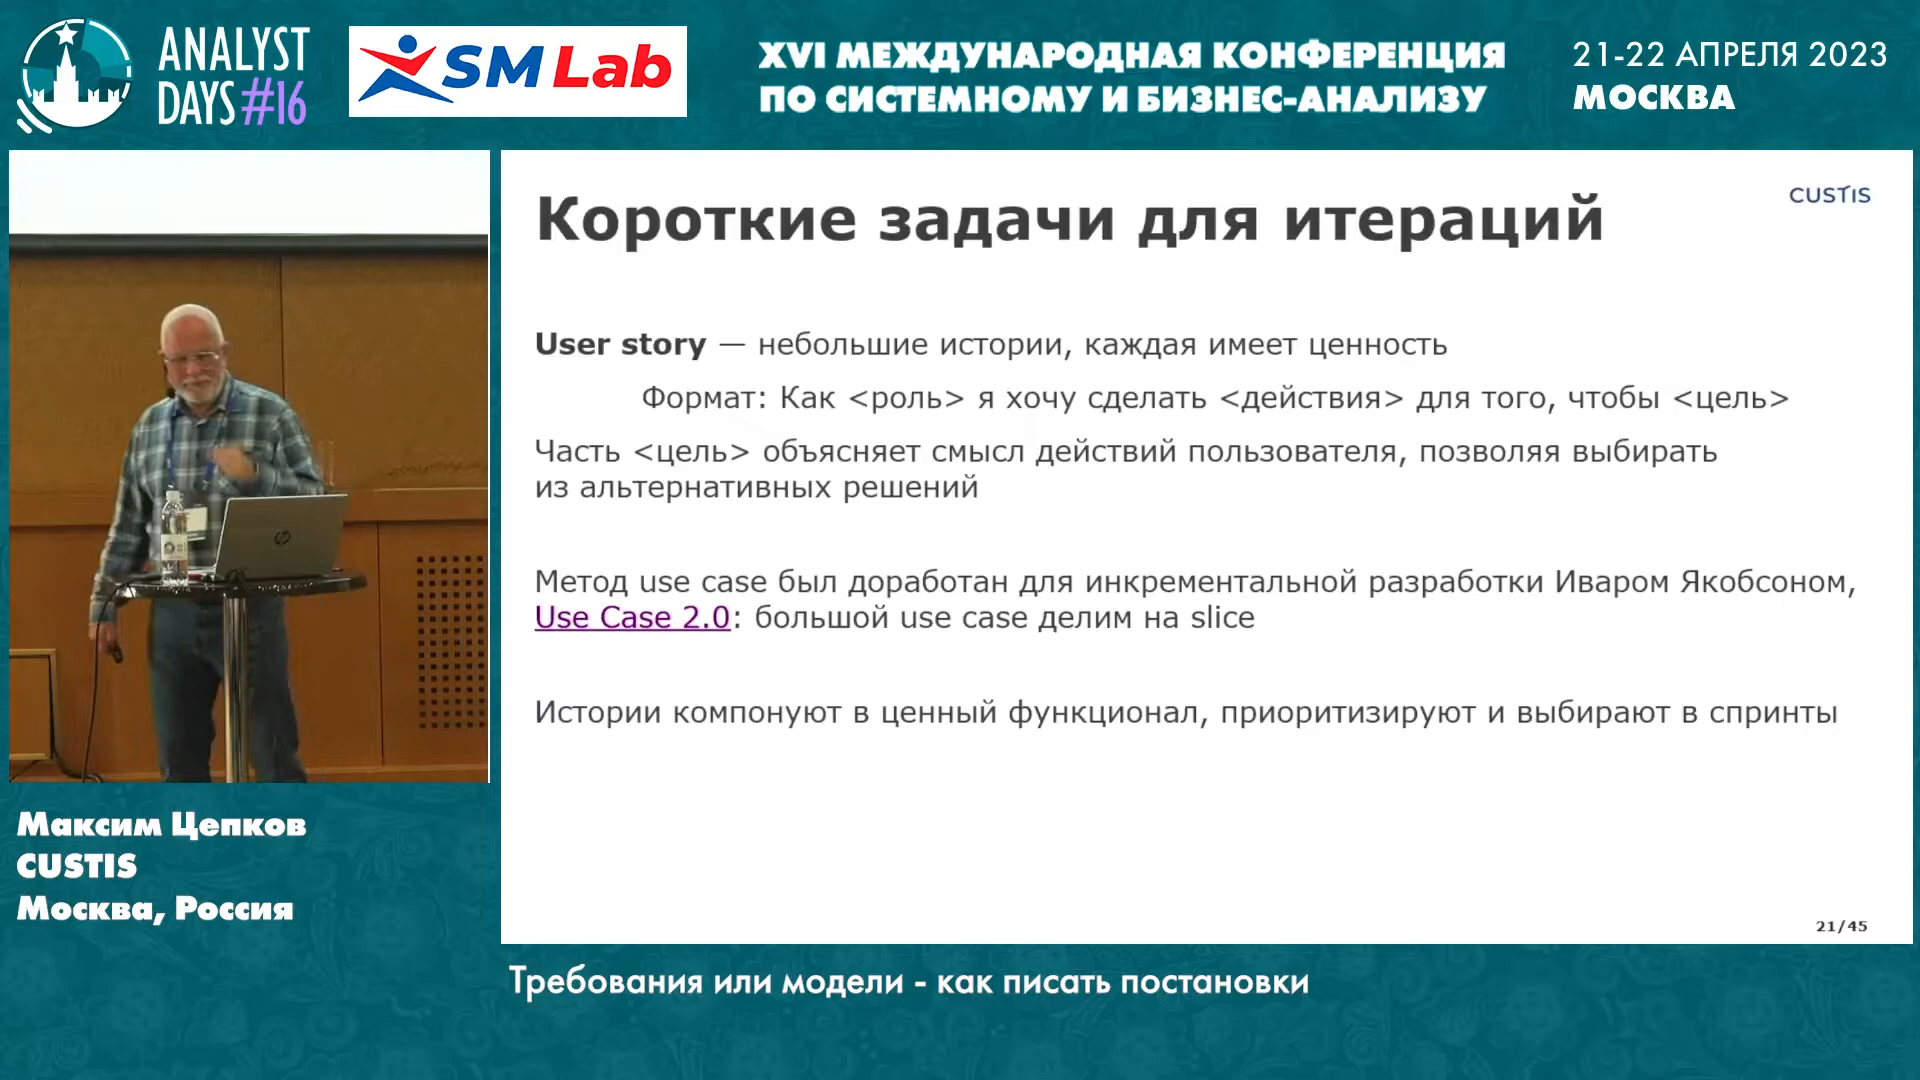 ANALYST
DAYS #16
SM Lab
XVI МЕЖДУНАРОДНАЯ КОНФЕРЕНЦИЯ
ПО СИСТЕМНОМУ И БИЗНЕС-АНАЛИЗУ
21-22 АПРЕЛЯ 2023
МОСКВА
Короткие задачи для итераций
CUSTIS
User story — небольшие истории, каждая имеет ценность
Формат: Как <роль> я хочу сделать <действия> для того, чтобы <цель>
Часть <цель> объясняет смысл действий пользователя, позволяя выбирать
из альтернативных решений
Метод use case был доработан для инкрементальной разработки Иваром Якобсоном,
Use Case 2.0: большой use case делим на slice
Истории компонуют в ценный функционал, приоритизируют и выбирают в спринты
21/45
hp
Максим Цепков
CUSTIS
Москва, Россия
Требования или модели - как писать постановки